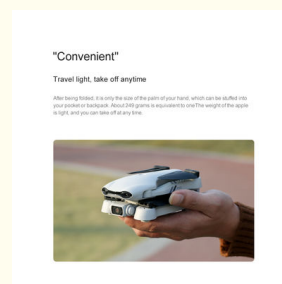 "Convenient"
Travel light, take off anytime
After being folded, it is only the size of the palm of your hand, which can be stuffed into
your pocket or backpack. About 249 grams is equivalent to oneThe weight of the apple
is light, and you can take off at any time.